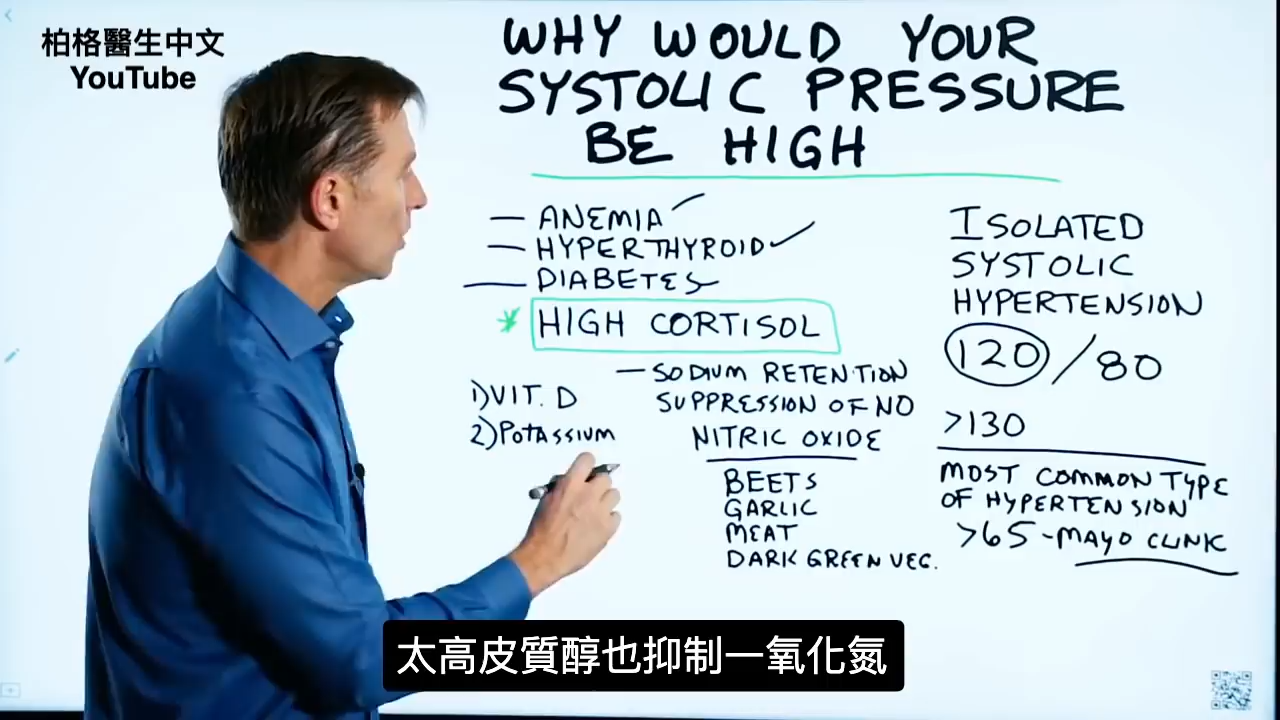 柏格醫生中文
YouTube
WHY WOULD YOUR
SYSTOLIC PRESSURE
BE HIGH
— ANEMIA ✓
— HYPERTHYROID ✓
— DIABETES
* HIGH CORTISOL
— SODIUM RETENTION
SUPPRESSION OF NO
NITRIC OXIDE
BEETS
GARLIC
MEAT
DARK GREEN VEG.
1) VIT. D
2) POTASSIUM
ISOLATED
SYSTOLIC
HYPERTENSION
120/80
>130
MOST COMMON TYPE
OF HYPERTENSION
>65 - MAYO CLINIC
太高皮質醇也抑制一氧化氮